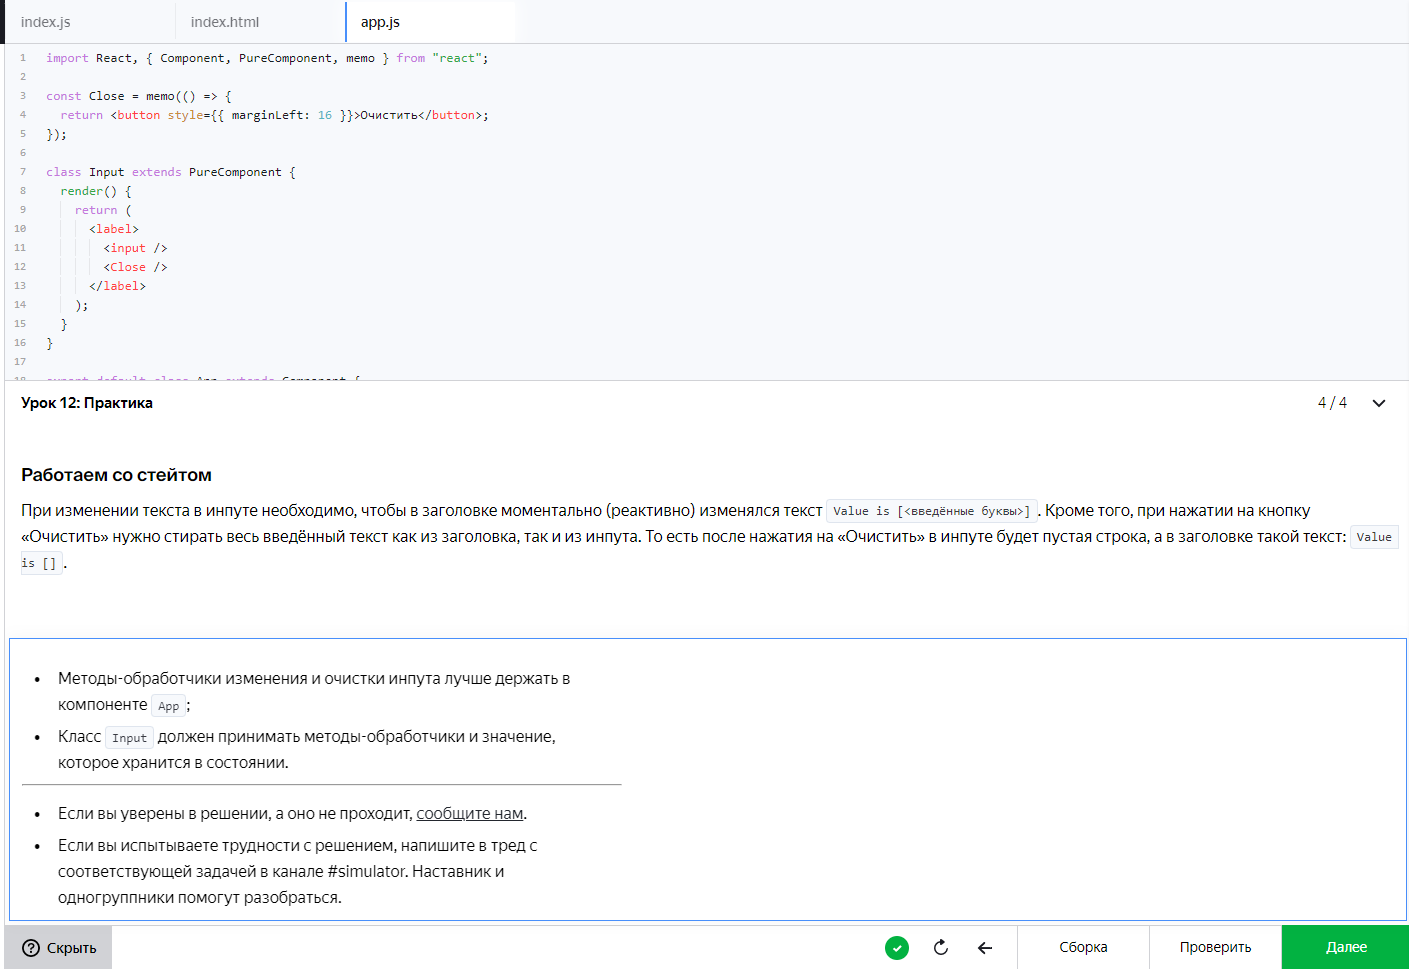 index.js index.html app.js
1 import React, { Component, PureComponent, memo } from "react";
2
3 const Close = memo(() => {
4 return <button style={{ marginLeft: 16 }}>Очистить</button>;
5 });
6
7 class Input extends PureComponent {
8 render() {
9 return (
10 <label>
11 <input />
12 <Close />
13 </label>
14 );
15 }
16 }
17
18 export default class App extends Component {
Урок 12: Практика 4 / 4
Работаем со стейтом
При изменении текста в инпуте необходимо, чтобы в заголовке моментально (реактивно) изменялся текст Value is [<введённые буквы>] . Кроме того, при нажатии на кнопку
«Очистить» нужно стирать весь введённый текст как из заголовка, так и из инпута. То есть после нажатия на «Очистить» в инпуте будет пустая строка, а в заголовке такой текст: Value
is [] .
• Методы-обработчики изменения и очистки инпута лучше держать в
компоненте App ;
• Класс Input должен принимать методы-обработчики и значение,
которое хранится в состоянии.
• Если вы уверены в решении, а оно не проходит, сообщите нам.
• Если вы испытываете трудности с решением, напишите в тред с
соответствующей задачей в канале #simulator. Наставник и
одногруппники помогут разобраться.
? Скрыть Сборка Проверить Далее